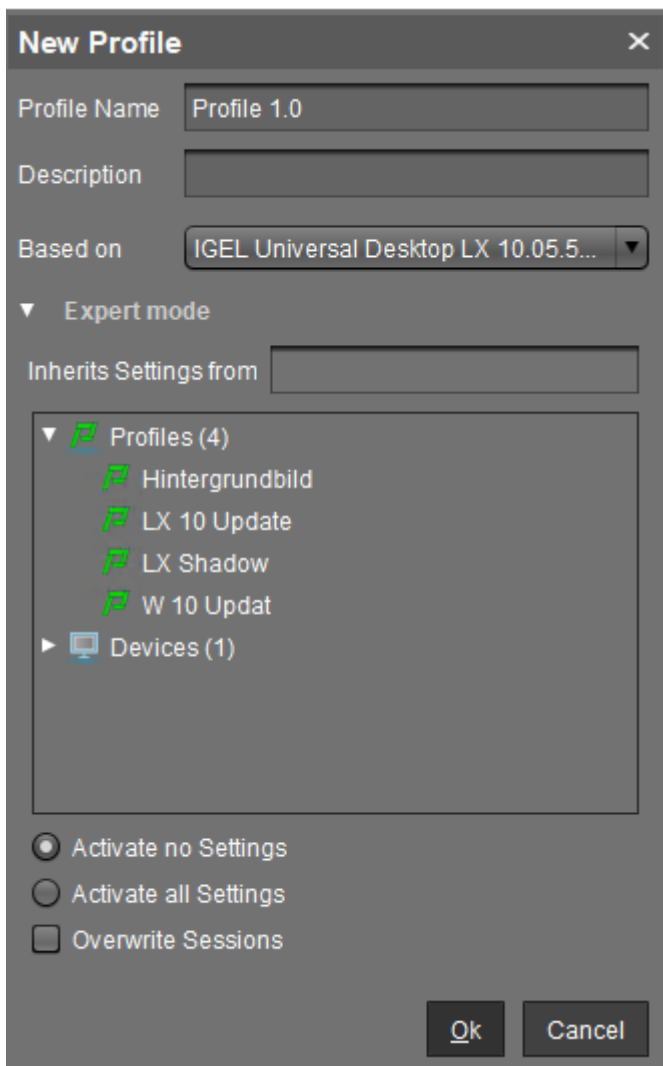 New Profile
Profile Name Profile 1.0
Description
Based on IGEL Universal Desktop LX 10.05.5...
Expert mode
Inherits Settings from
Profiles (4)
Hintergrundbild
LX 10 Update
LX Shadow
W 10 Updat
Devices (1)
Activate no Settings
Activate all Settings
Overwrite Sessions
Ok Cancel